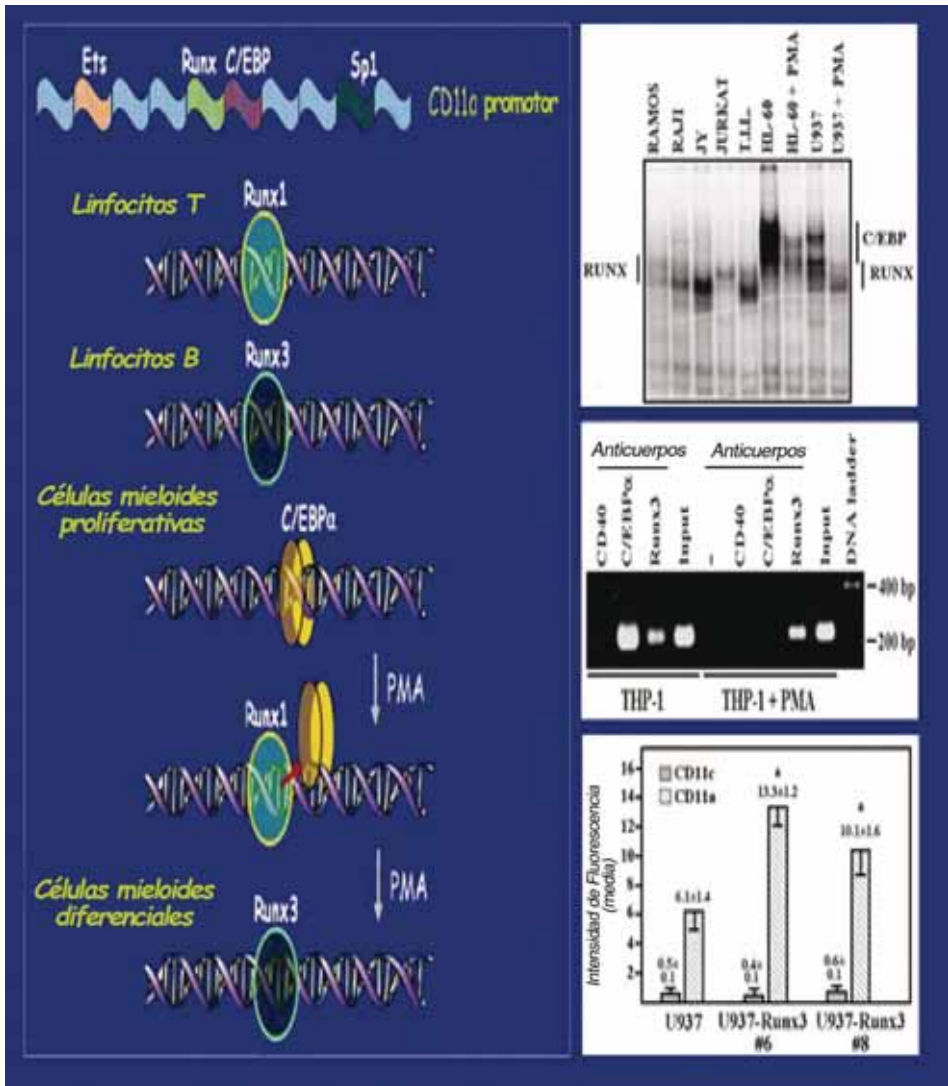 Ets
Runx C/EBP
Sp1
CD11a promotor
Linfocitos T
Runx1
Linfocitos B
Runx3
Células mieloides
proliferativas
C/EBPα
PMA
Runx1
PMA
Células mieloides
diferenciales
Runx3
RAMOS
RAJI
JY
JURKAT
T.I.L.
HL-60
HL-60 + PMA
U937
U937 + PMA
C/EBP
RUNX
RUNX
Anticuerpos
Anticuerpos
CD40
C/EBPα
Runx3
Input
–
CD40
C/EBPα
Runx3
Input
DNA ladder
400 bp
200 bp
THP-1
THP-1 + PMA
Intensidad de Fluorescencia
(media)
16
14
12
10
8
6
4
2
CD11c
CD11a
0.5±
0.1
6.1±1.4
0.4±
0.1
13.3±1.2
0.6±
0.1
10.1±1.6
U937
U937-Runx3
#6
U937-Runx3
#8